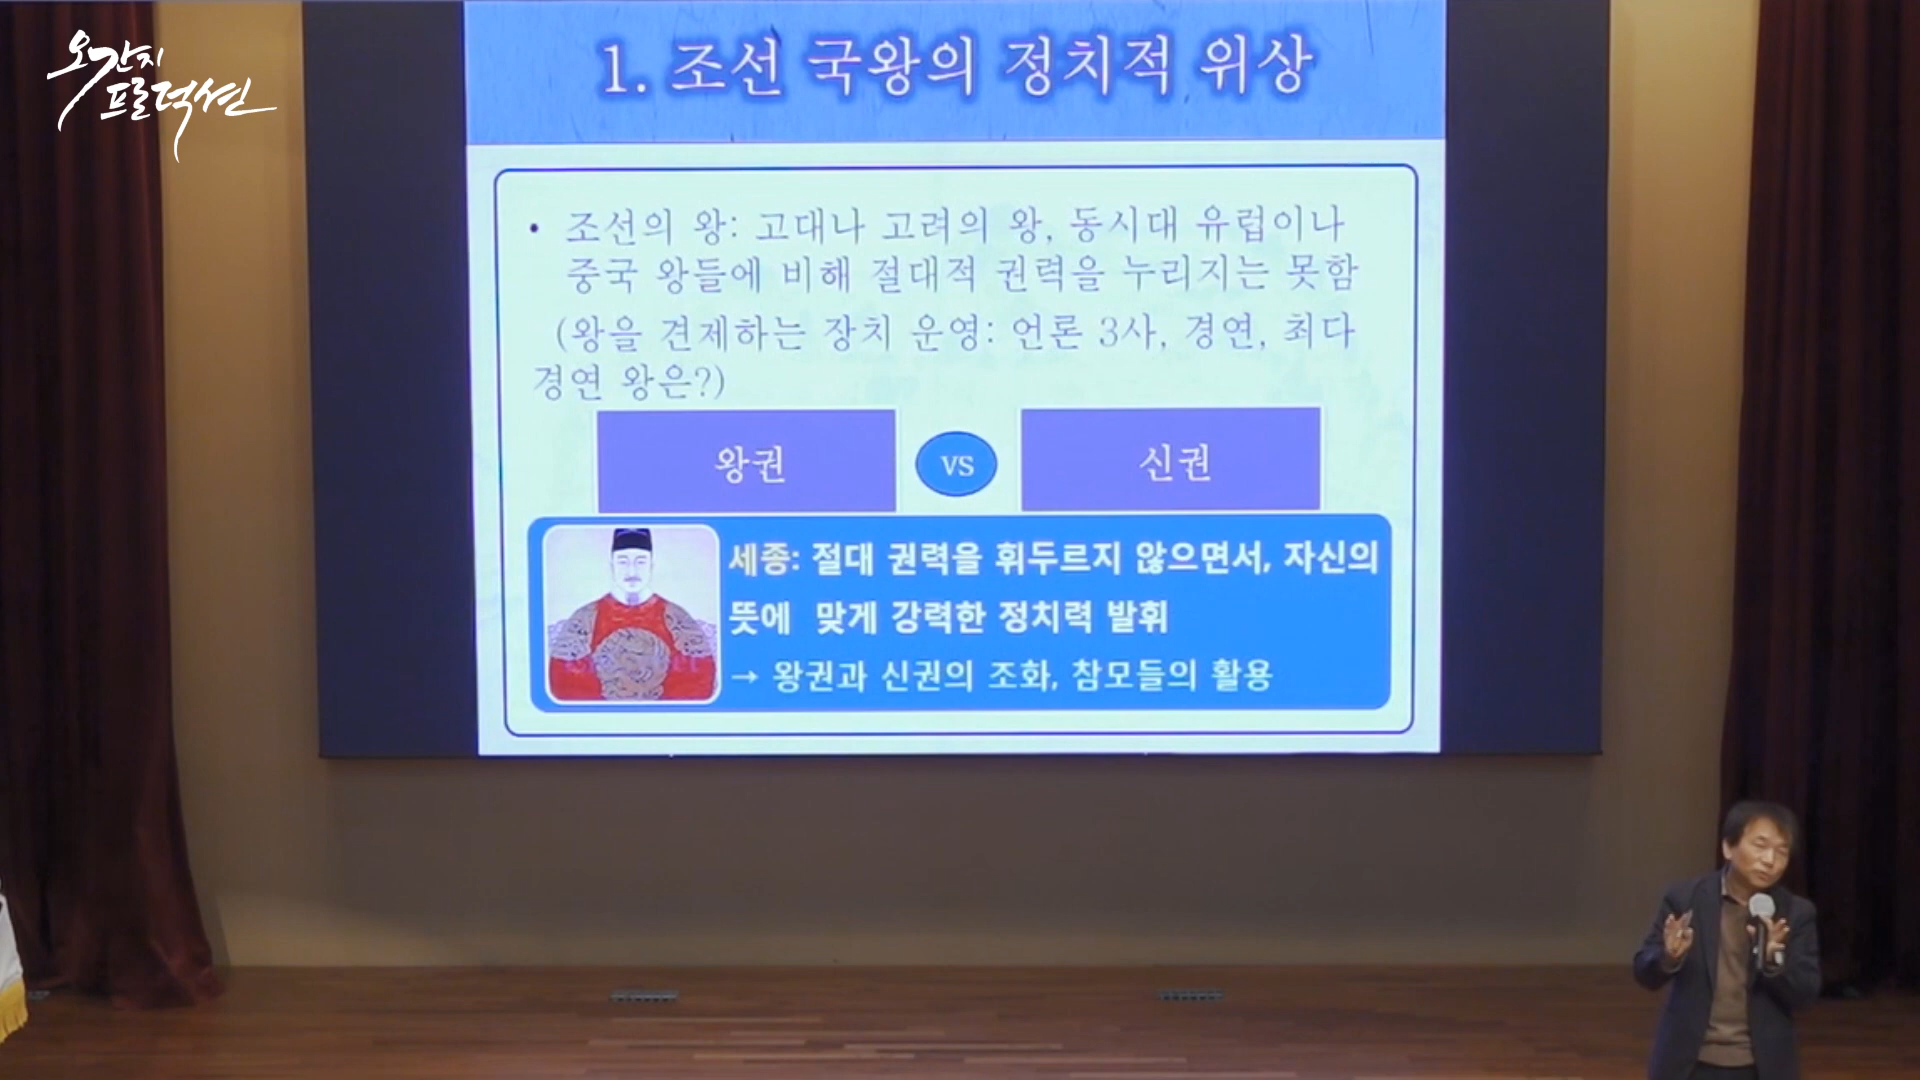 오간지
프로덕션
1. 조선 국왕의 정치적 위상
• 조선의 왕: 고대나 고려의 왕, 동시대 유럽이나
중국 왕들에 비해 절대적 권력을 누리지는 못함
(왕을 견제하는 장치 운영: 언론 3사, 경연, 최다
경연 왕은?)
왕권
vs
신권
세종: 절대 권력을 휘두르지 않으면서, 자신의
뜻에 맞게 강력한 정치력 발휘
→ 왕권과 신권의 조화, 참모들의 활용